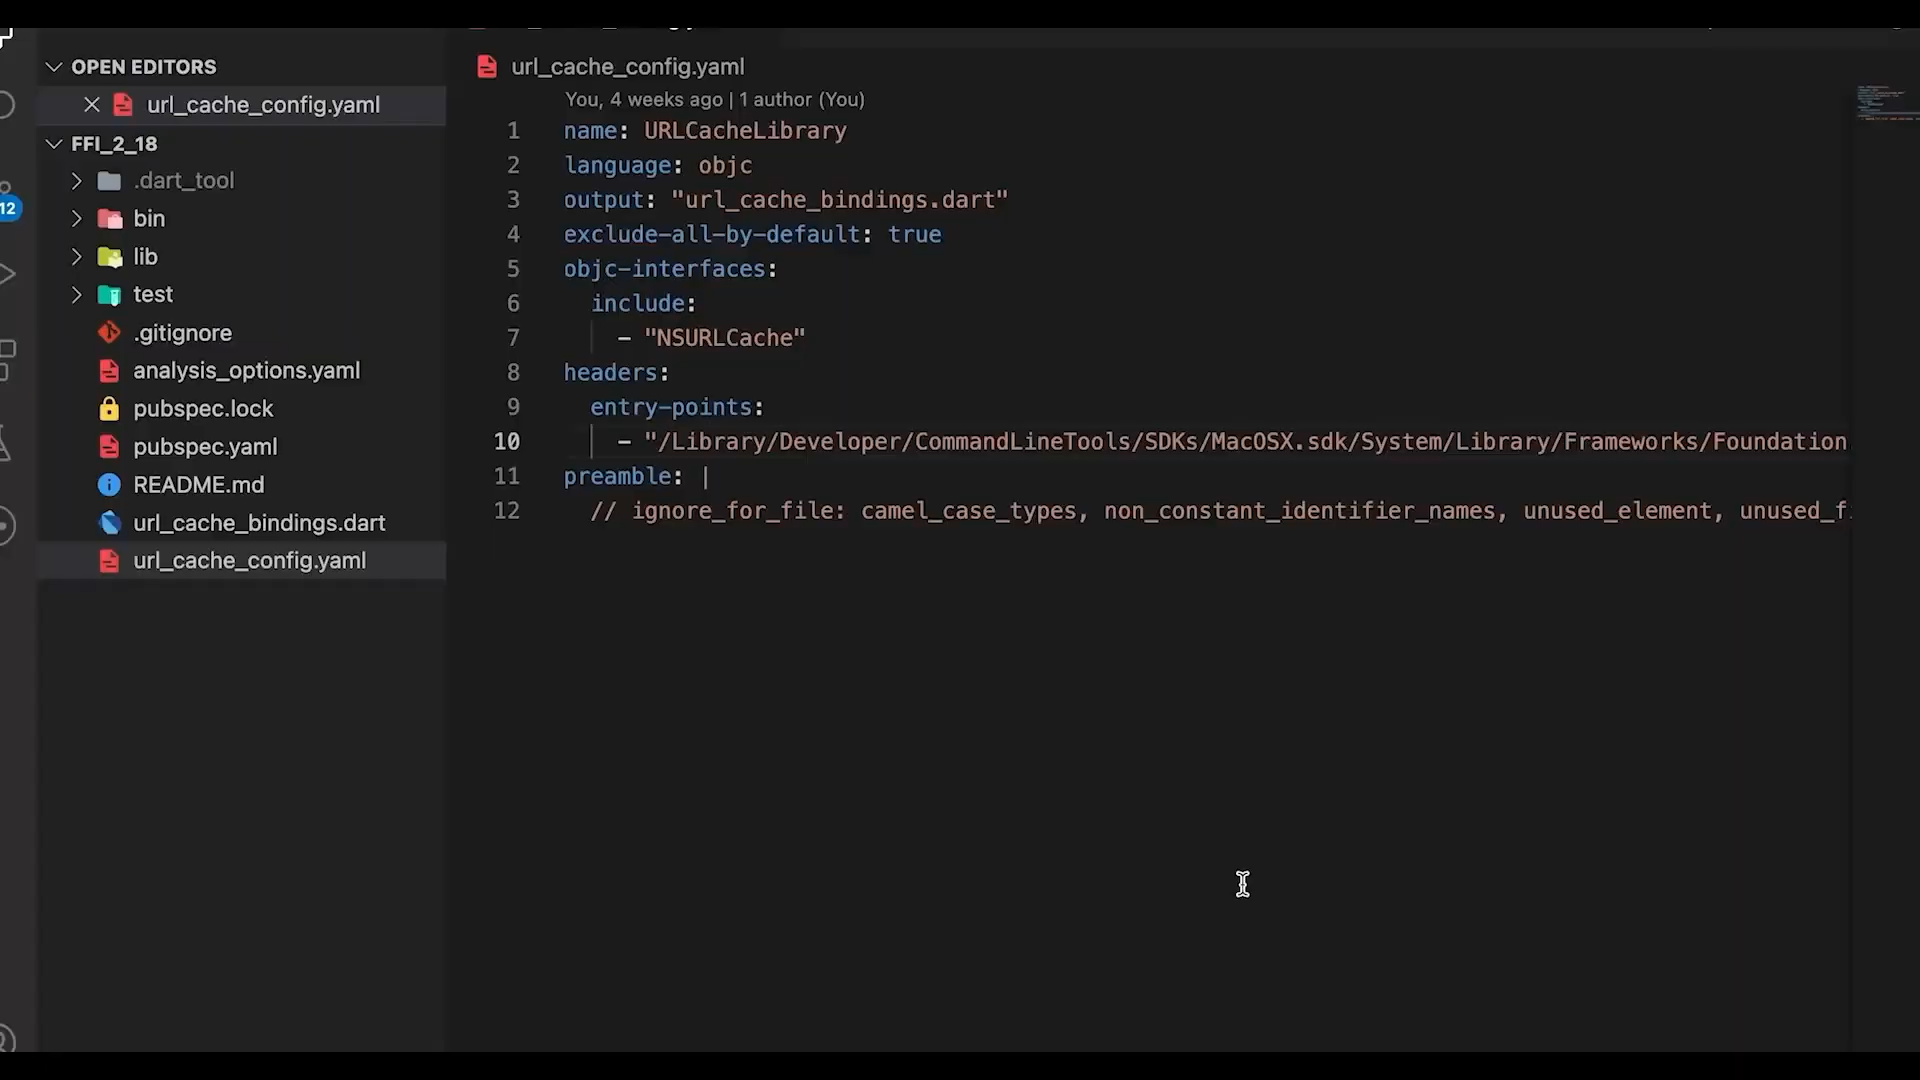 OPEN EDITORS
url_cache_config.yaml
FFI_2_18
.dart_tool
bin
lib
test
.gitignore
analysis_options.yaml
pubspec.lock
pubspec.yaml
README.md
url_cache_bindings.dart
url_cache_config.yaml
12
url_cache_config.yaml
You, 4 weeks ago | 1 author (You)
1 name: URLCacheLibrary
2 language: objc
3 output: "url_cache_bindings.dart"
4 exclude-all-by-default: true
5 objc-interfaces:
6 include:
7 - "NSURLCache"
8 headers:
9 entry-points:
10 - "/Library/Developer/CommandLineTools/SDKs/MacOSX.sdk/System/Library/Frameworks/Foundation
11 preamble: |
12 // ignore_for_file: camel_case_types, non_constant_identifier_names, unused_element, unused_fi